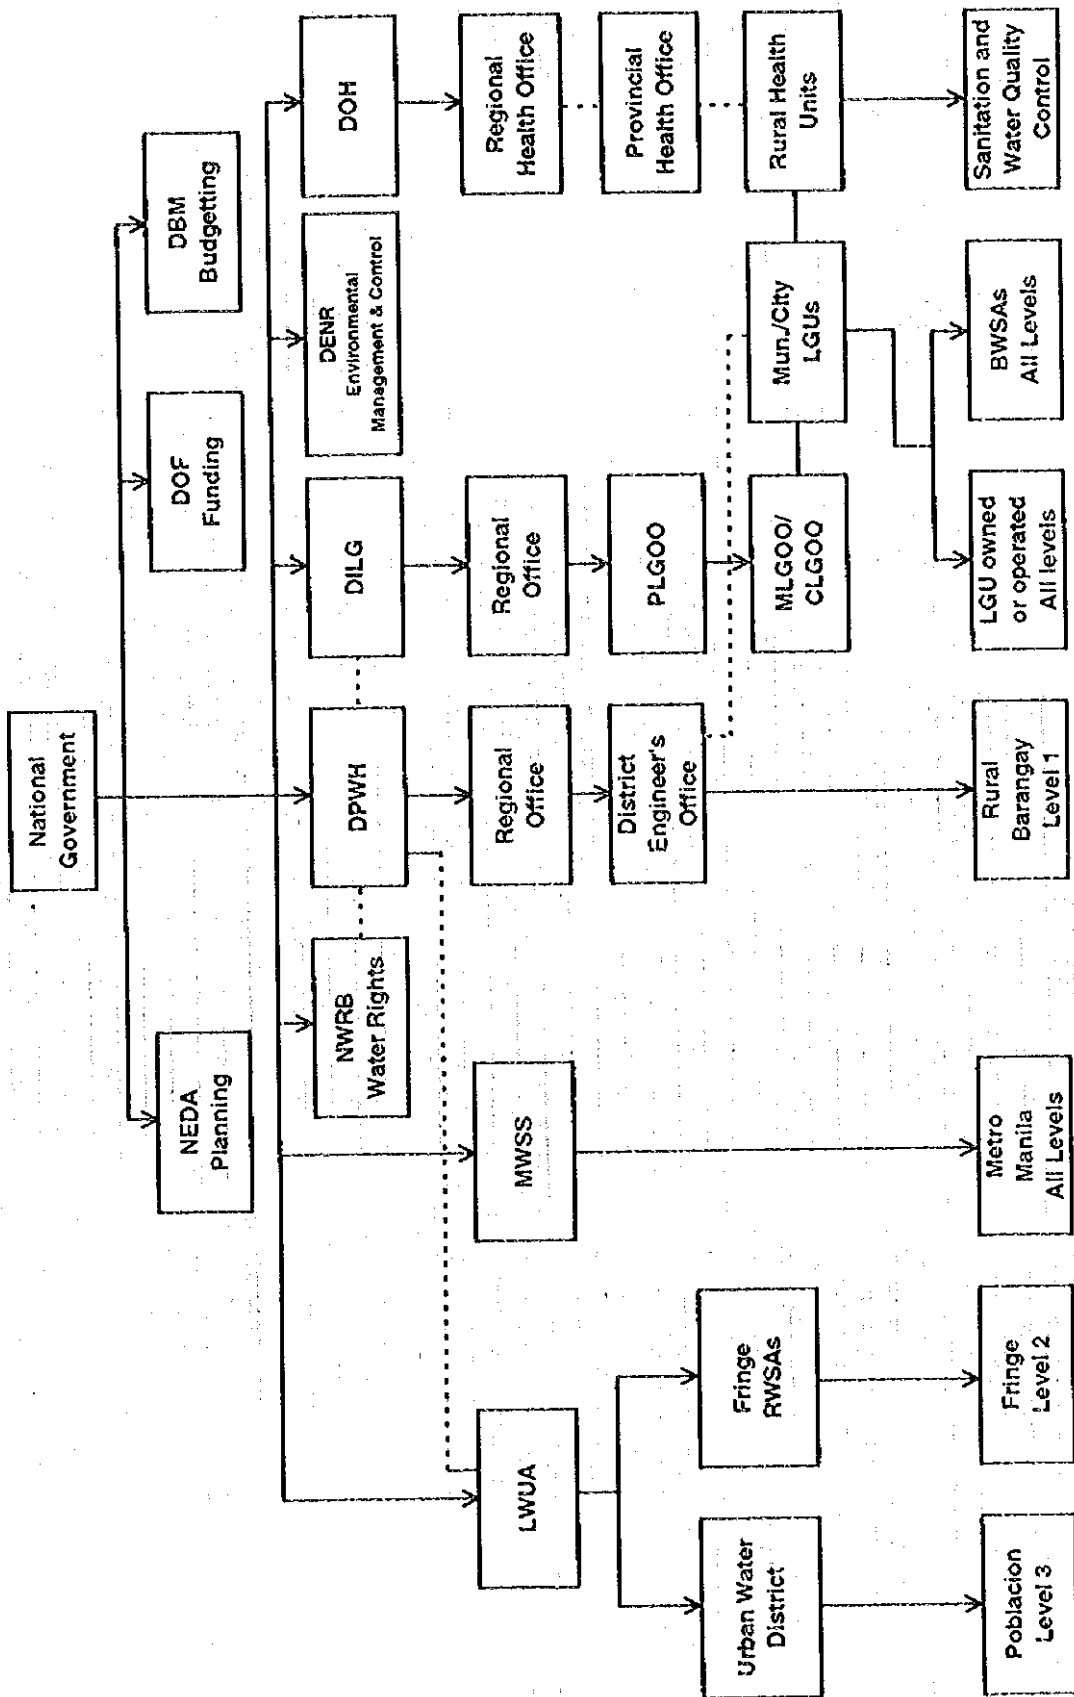 National
Government
NEDA
Planning
DOF
Funding
DBM
Budgetting
NWRB
Water Rights
DPWH
DILG
DENR
Environmental
Management & Control
DOH
LWUA
MWSS
Regional
Office
Regional
Office
Regional
Health Office
District
Engineer's
Office
PLGOO
Provincial
Health Office
Urban Water
District
Fringe
RWSAs
MLGOO/
CLGOO
Mun./City
LGUs
Rural Health
Units
Poblacion
Level 3
Fringe
Level 2
Metro
Manila
All Levels
Rural
Barangay
Level 1
LGU owned
or operated
All levels
BWSAs
All Levels
Sanitation and
Water Quality
Control